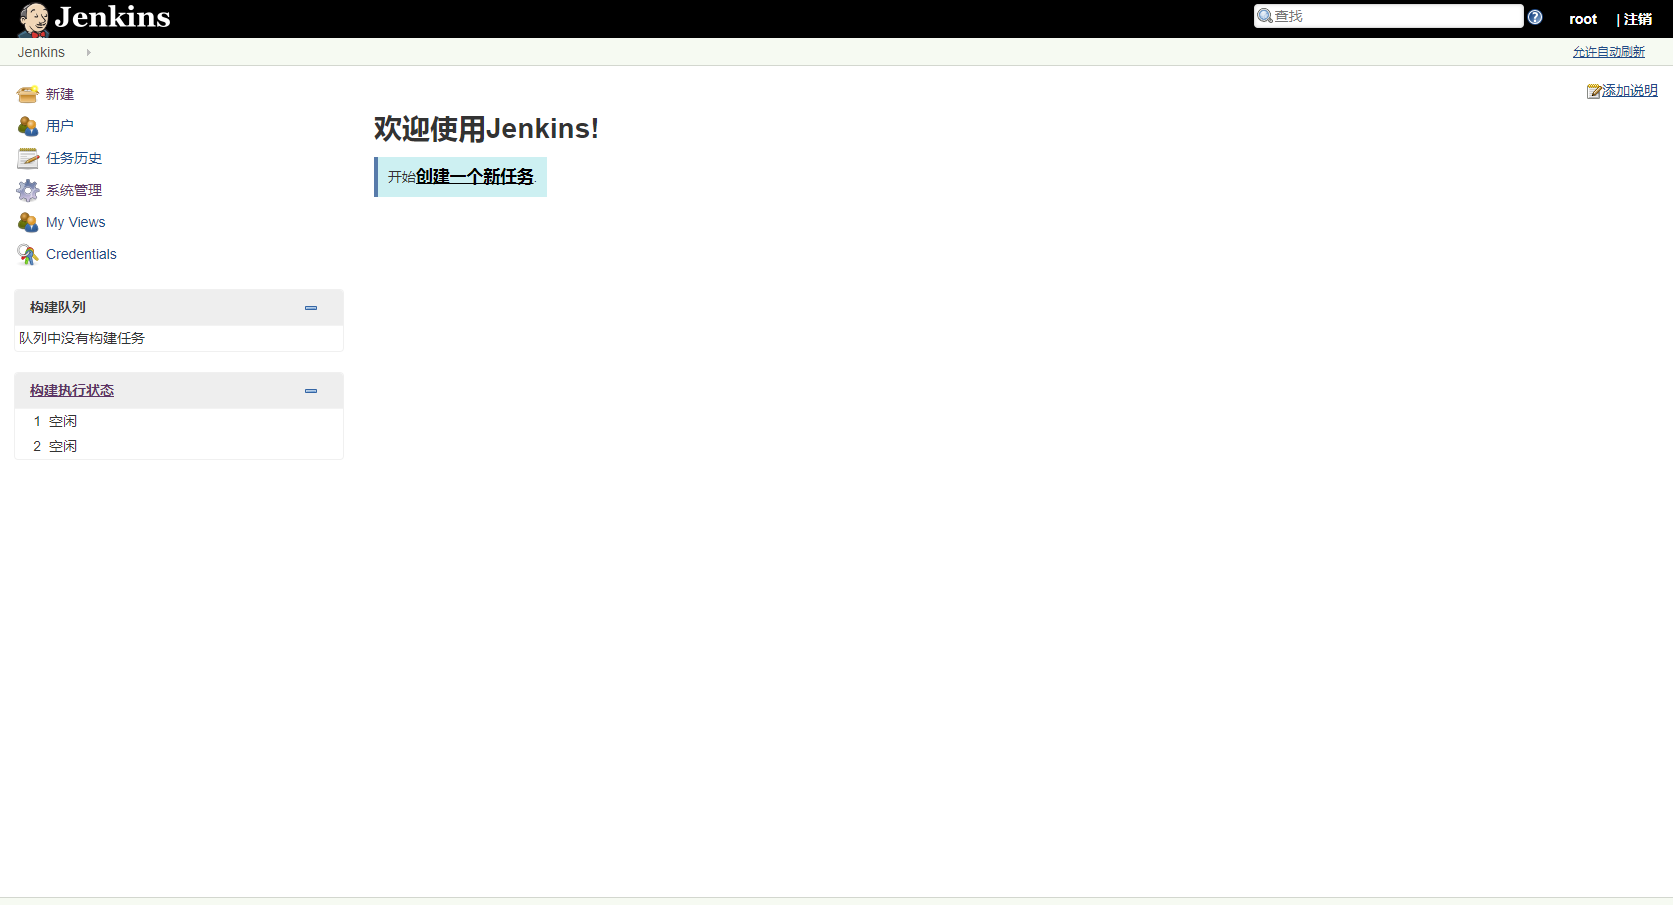 Jenkins
查找
root | 注销
Jenkins
允许自动刷新
新建
用户
任务历史
系统管理
My Views
Credentials
构建队列
队列中没有构建任务
构建执行状态
1 空闲
2 空闲
添加说明
欢迎使用Jenkins!
开始创建一个新任务.